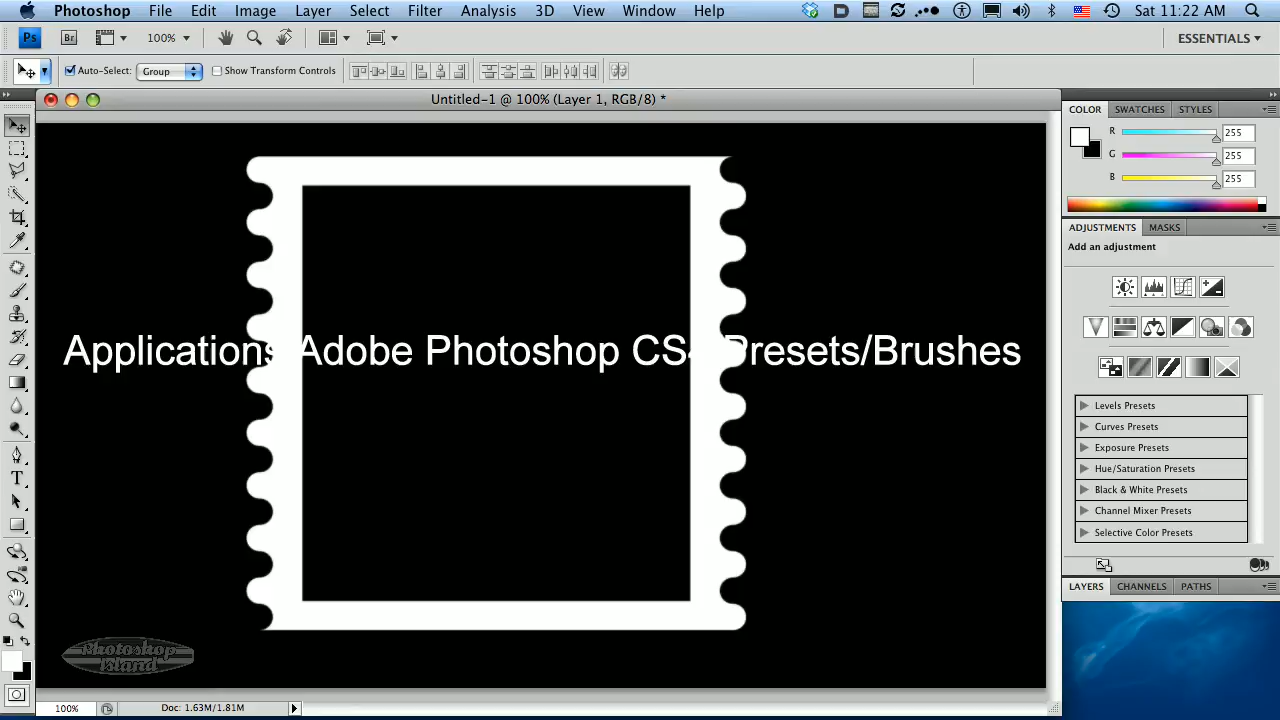 Photoshop File Edit Image Layer Select Filter Analysis 3D View Window Help Sat 11:22 AM
Ps Br 100% ESSENTIALS
Auto-Select: Group Show Transform Controls
Untitled-1 @ 100% (Layer 1, RGB/8) *
COLOR SWATCHES STYLES
R 255
G 255
B 255
ADJUSTMENTS MASKS
Add an adjustment
Applications/Adobe Photoshop CS4/Presets/Brushes
Levels Presets
Curves Presets
Exposure Presets
Hue/Saturation Presets
Black & White Presets
Channel Mixer Presets
Selective Color Presets
LAYERS CHANNELS PATHS
Photoshop
Island
100% Doc: 1.63M/1.81M